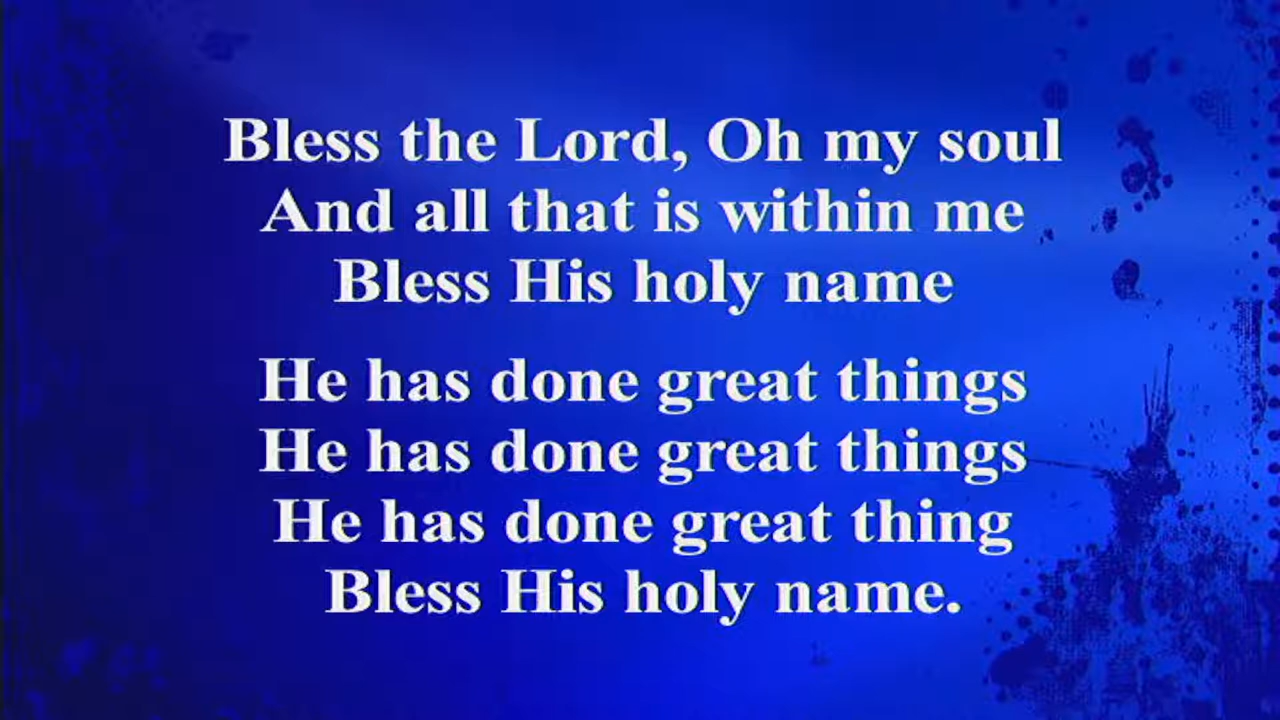 Bless the Lord, Oh my soul
And all that is within me
Bless His holy name
He has done great things
He has done great things
He has done great thing
Bless His holy name.